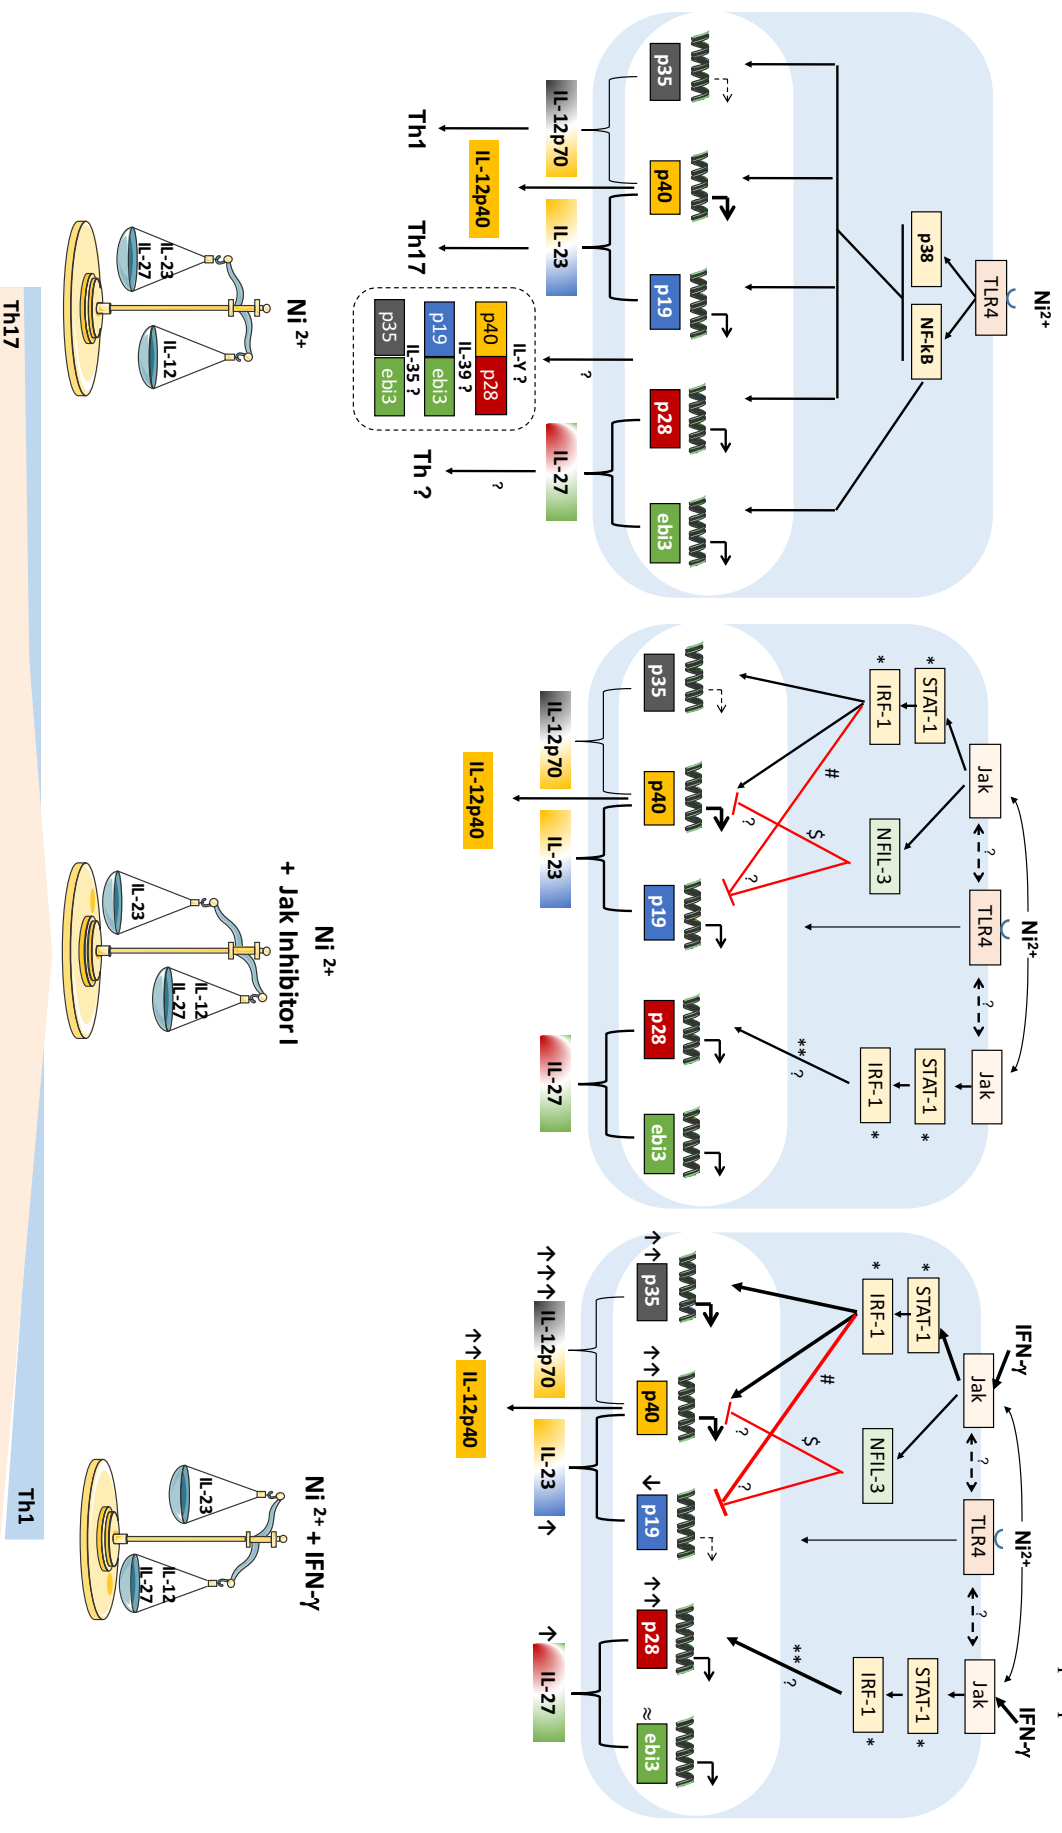 Ni2+
TLR4
p38
NF-kB
p35
p40
p19
p28
ebi3
IL-12p70
IL-23
IL-27
IL-12p40
?
?
Th1
Th17
Th ?
IL-Y ?
p40 p28
IL-39 ?
p19 ebi3
IL-35 ?
p35 ebi3
Ni2+
Jak
?
TLR4
?
Jak
STAT-1
*
IRF-1
*
NFIL-3
STAT-1
*
IRF-1
*
#
$
?
?
** ?
p35
p40
p19
p28
ebi3
IL-12p70
IL-23
IL-27
IL-12p40
IFN-γ
Ni2+
IFN-γ
Jak
?
TLR4
?
Jak
STAT-1
*
IRF-1
*
NFIL-3
STAT-1
*
IRF-1
*
#
$
?
?
** ?
↑↑ p35
↑↑ p40
↓ p19
↑↑ p28
≈ ebi3
↑↑↑↑ IL-12p70
IL-23 ↑
↑ IL-27
↑↑ IL-12p40
Ni 2+
IL-23
IL-27
IL-12
Ni 2+
+ Jak Inhibitor I
IL-23
IL-12
IL-27
Ni 2+ + IFN-γ
IL-23
IL-12
IL-27
Th17
Th1